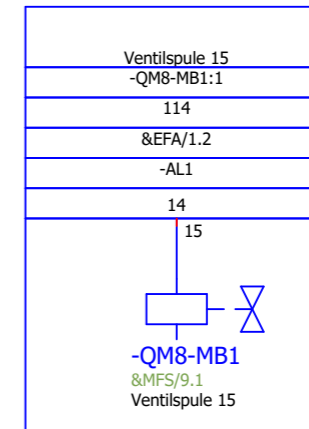 Ventilspule 15
-QM8-MB1:1
114
&EFA/1.2
-AL1
14
15
-QM8-MB1
&MFS/9.1
Ventilspule 15